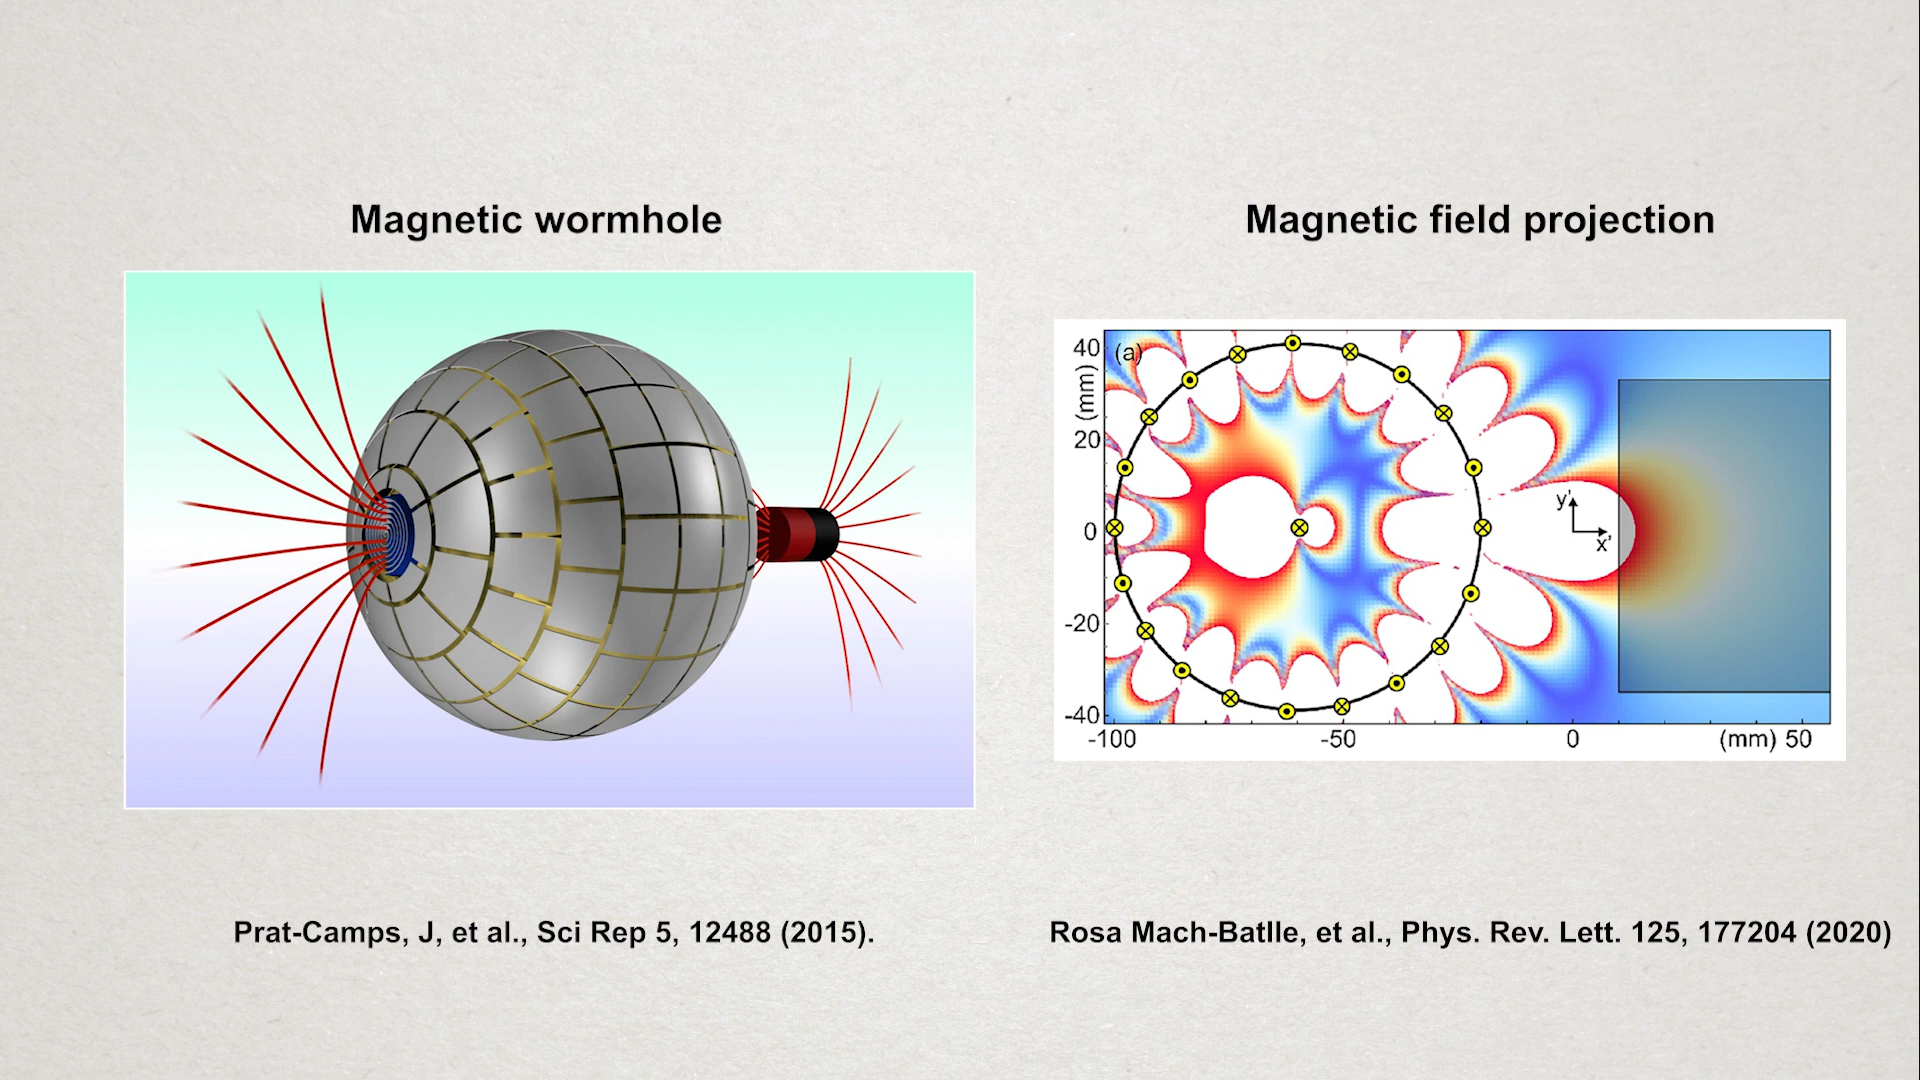 Magnetic wormhole
Magnetic field projection
(a)
40
(mm)
20
0
-20
-40
y'
x'
-100
-50
0
(mm) 50
Prat-Camps, J, et al., Sci Rep 5, 12488 (2015).
Rosa Mach-Batlle, et al., Phys. Rev. Lett. 125, 177204 (2020)